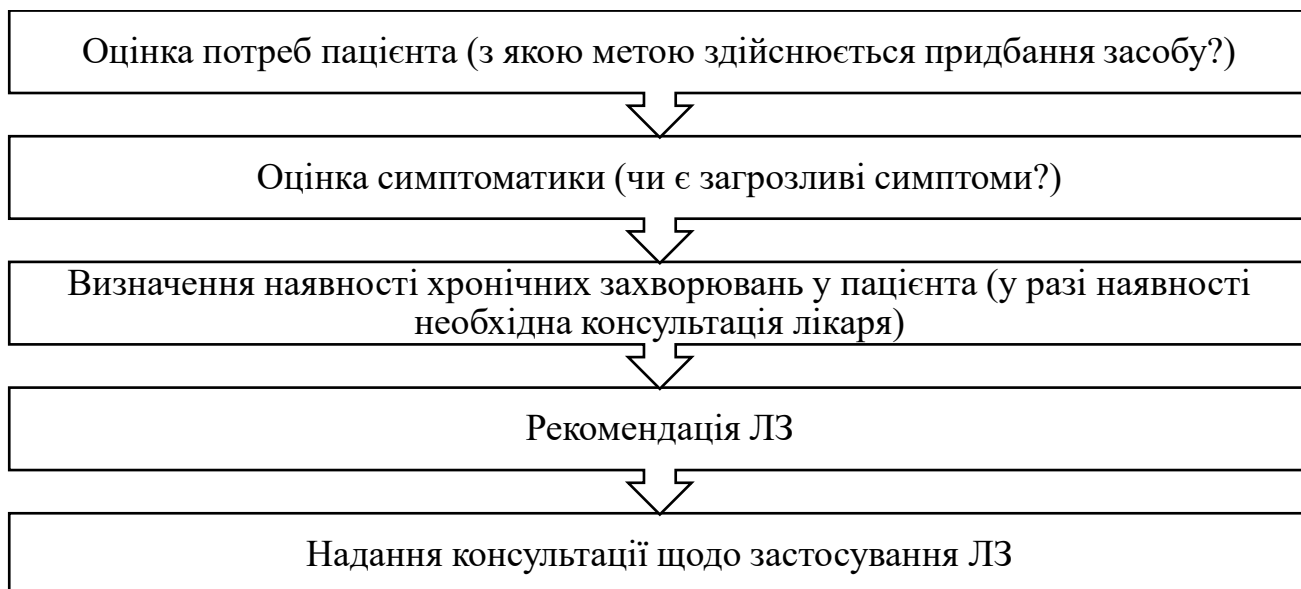 Оцінка потреб пацієнта (з якою метою здійснюється придбання засобу?)
Оцінка симптоматики (чи є загрозливі симптоми?)
Визначення наявності хронічних захворювань у пацієнта (у разі наявності
необхідна консультація лікаря)
Рекомендація ЛЗ
Надання консультації щодо застосування ЛЗ